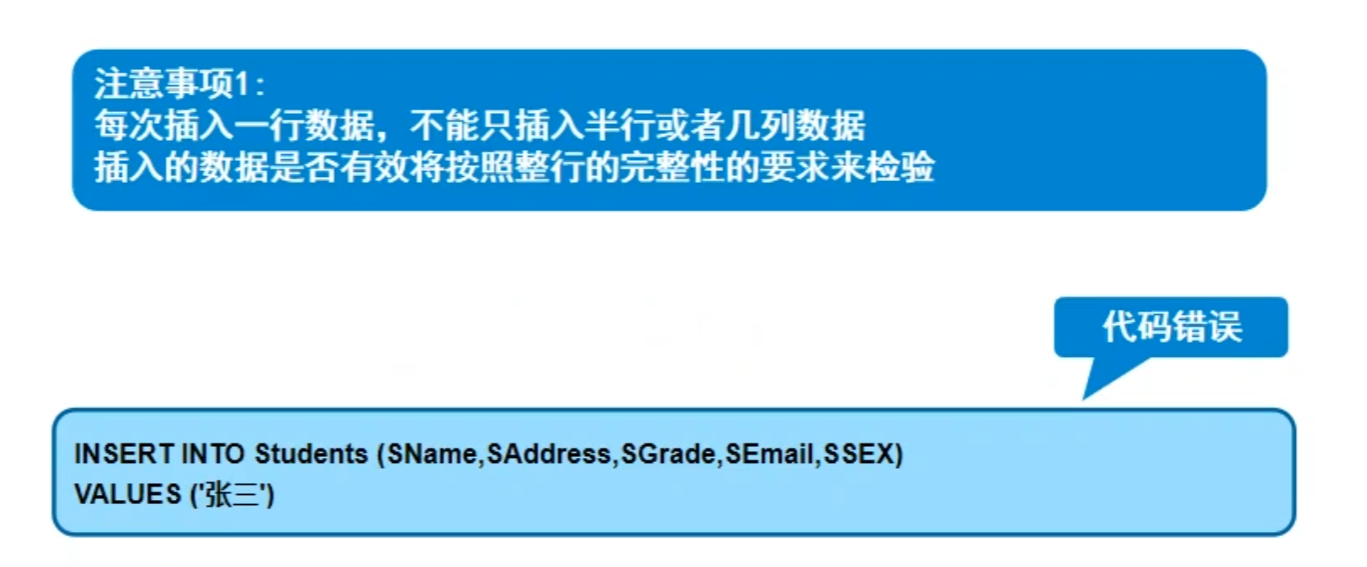 注意事项1：
每次插入一行数据，不能只插入半行或者几列数据
插入的数据是否有效将按照整行的完整性的要求来检验
代码错误
INSERT INTO Students (SName,SAddress,SGrade,SEmail,SSEX)
VALUES ('张三')